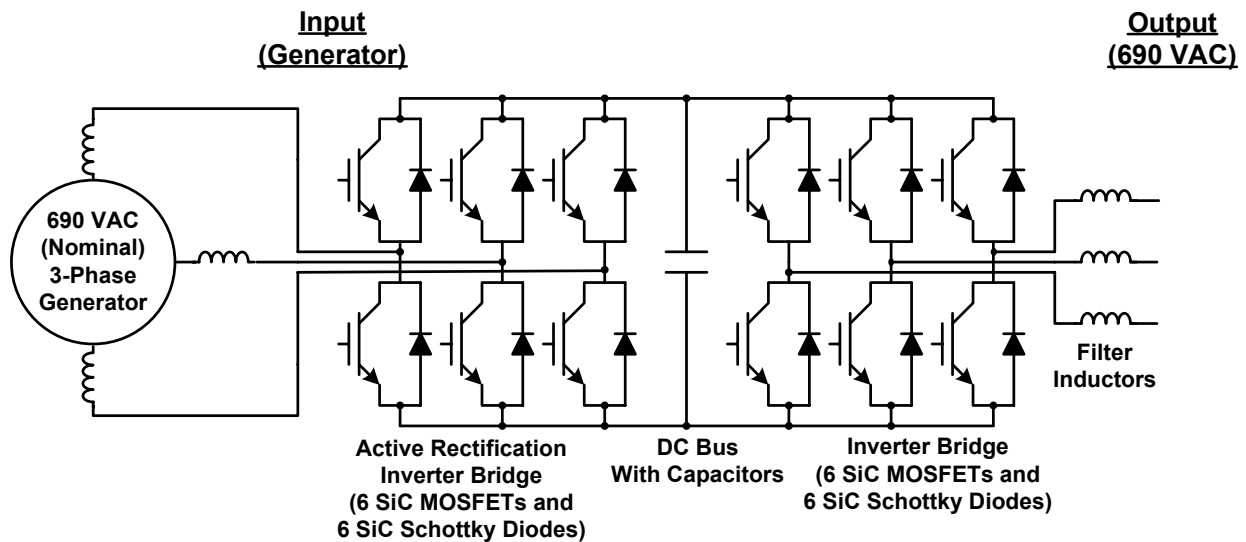 Input
(Generator)
Output
(690 VAC)
690 VAC
(Nominal)
3-Phase
Generator
Filter
Inductors
Active Rectification
Inverter Bridge
(6 SiC MOSFETs and
6 SiC Schottky Diodes)
DC Bus
With Capacitors
Inverter Bridge
(6 SiC MOSFETs and
6 SiC Schottky Diodes)